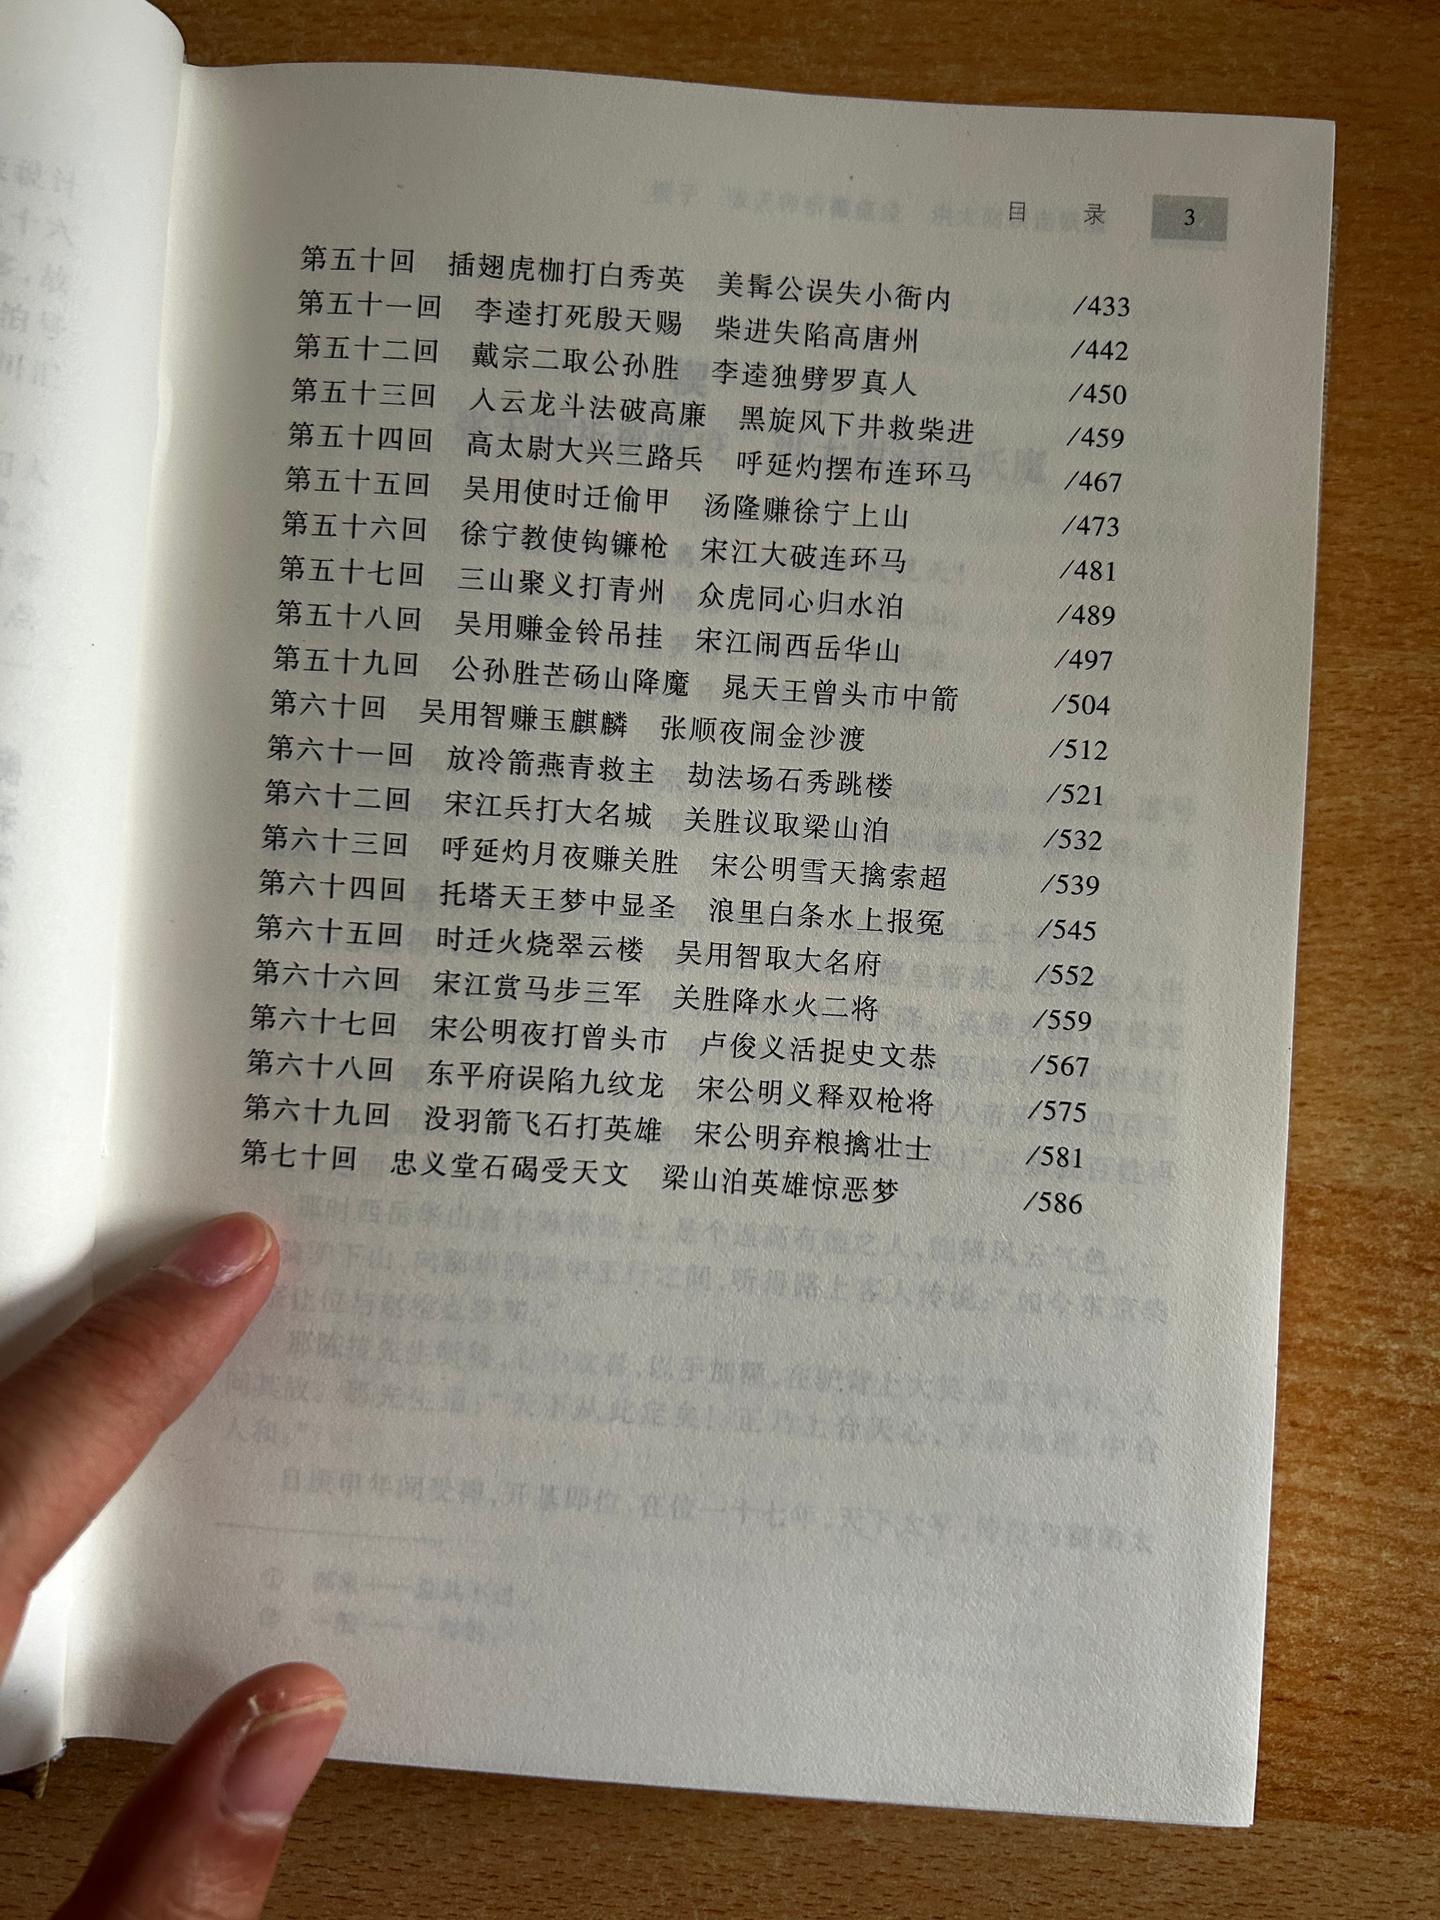 目 录 3
第五十回 插翅虎枷打白秀英 美髯公误失小衙内 /433
第五十一回 李逵打死殷天赐 柴进失陷高唐州 /442
第五十二回 戴宗二取公孙胜 李逵独劈罗真人 /450
第五十三回 入云龙斗法破高廉 黑旋风下井救柴进 /459
第五十四回 高太尉大兴三路兵 呼延灼摆布连环马 /467
第五十五回 吴用使时迁偷甲 汤隆赚徐宁上山 /473
第五十六回 徐宁教使钩镰枪 宋江大破连环马 /481
第五十七回 三山聚义打青州 众虎同心归水泊 /489
第五十八回 吴用赚金铃吊挂 宋江闹西岳华山 /497
第五十九回 公孙胜芒砀山降魔 晁天王曾头市中箭 /504
第六十回 吴用智赚玉麒麟 张顺夜闹金沙渡 /512
第六十一回 放冷箭燕青救主 劫法场石秀跳楼 /521
第六十二回 宋江兵打大名城 关胜议取梁山泊 /532
第六十三回 呼延灼月夜赚关胜 宋公明雪天擒索超 /539
第六十四回 托塔天王梦中显圣 浪里白条水上报冤 /545
第六十五回 时迁火烧翠云楼 吴用智取大名府 /552
第六十六回 宋江赏马步三军 关胜降水火二将 /559
第六十七回 宋公明夜打曾头市 卢俊义活捉史文恭 /567
第六十八回 东平府误陷九纹龙 宋公明义释双枪将 /575
第六十九回 没羽箭飞石打英雄 宋公明弃粮擒壮士 /581
第七十回 忠义堂石碣受天文 梁山泊英雄惊恶梦 /586